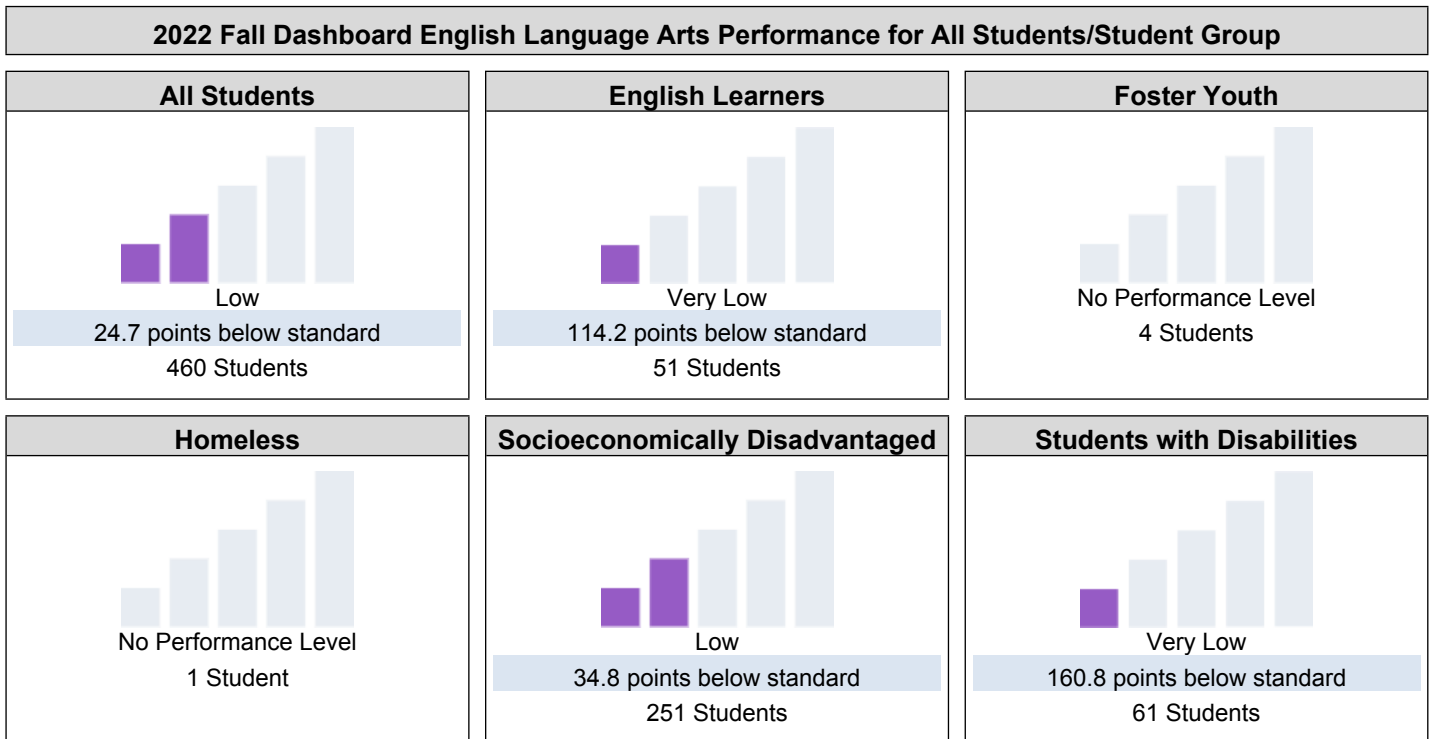 2022 Fall Dashboard English Language Arts Performance for All Students/Student Group
All Students
Low
24.7 points below standard
460 Students
English Learners
Very Low
114.2 points below standard
51 Students
Foster Youth
No Performance Level
4 Students
Homeless
No Performance Level
1 Student
Socioeconomically Disadvantaged
Low
34.8 points below standard
251 Students
Students with Disabilities
Very Low
160.8 points below standard
61 Students